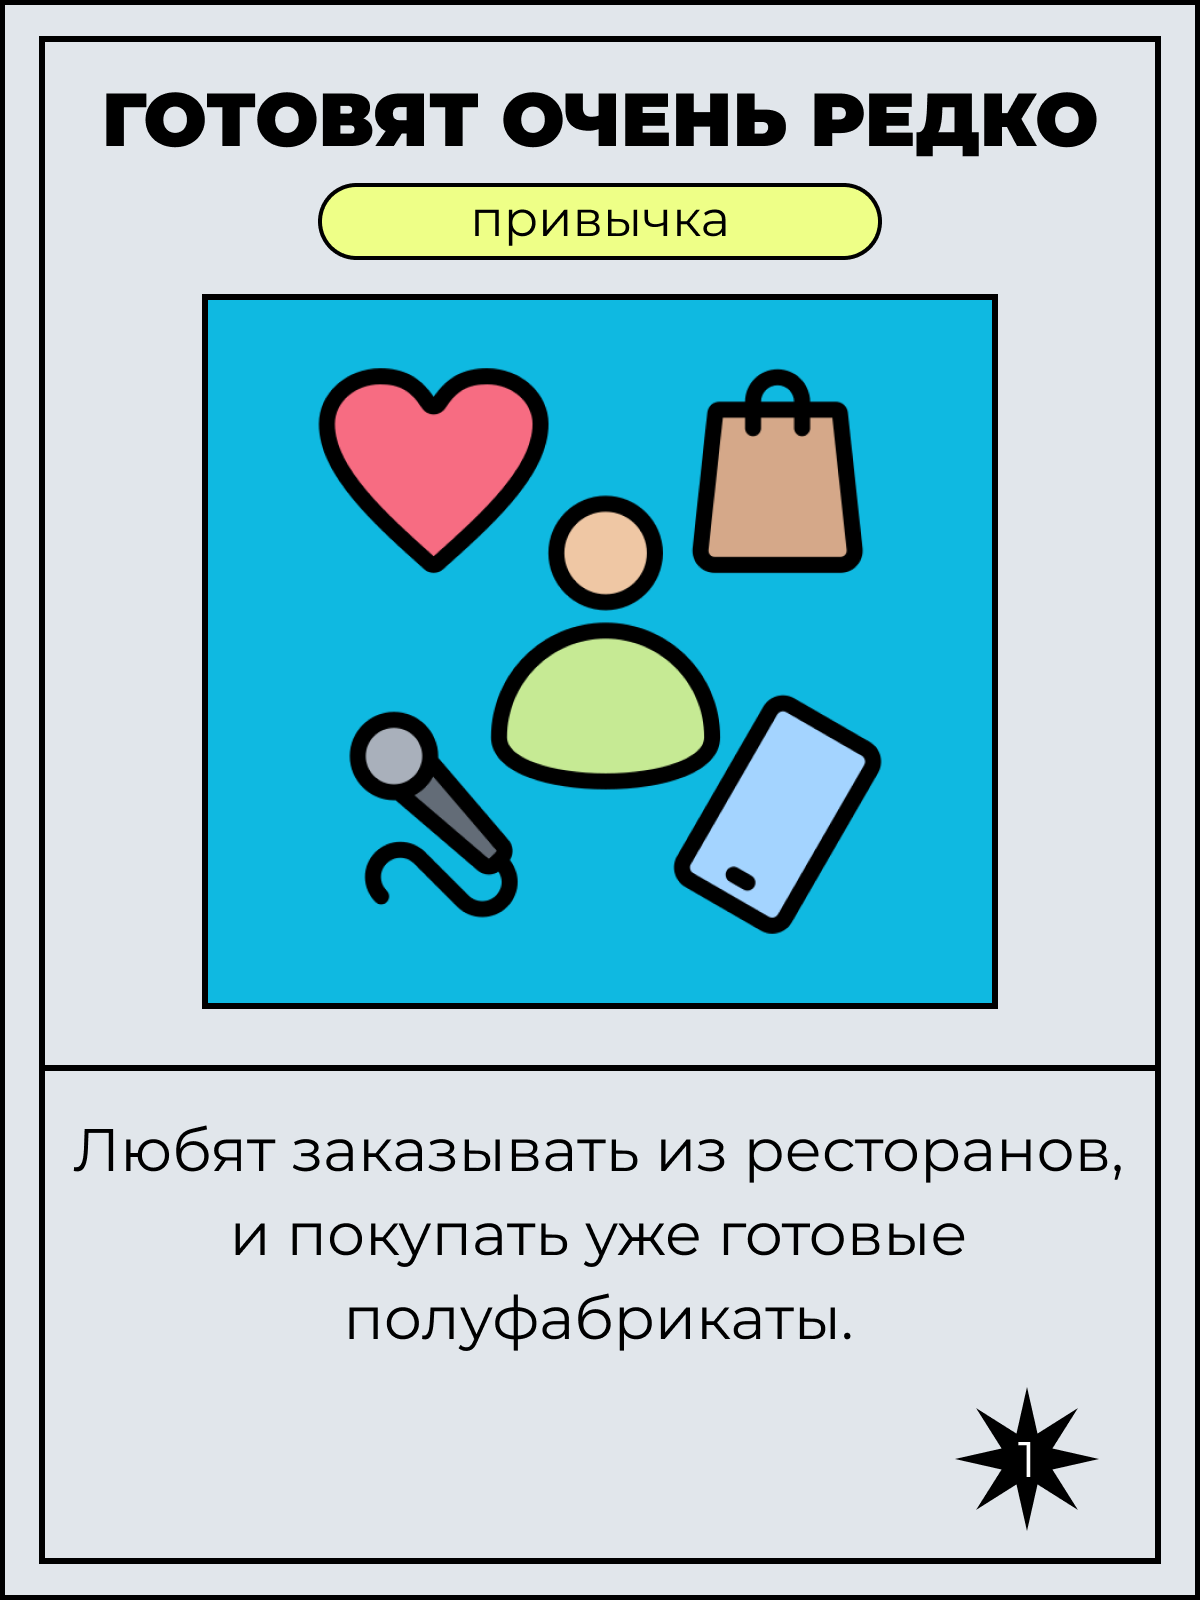 ГОТОВЯТ ОЧЕНЬ РЕДКО
привычка
Любят заказывать из ресторанов,
и покупать уже готовые
полуфабрикаты.
1